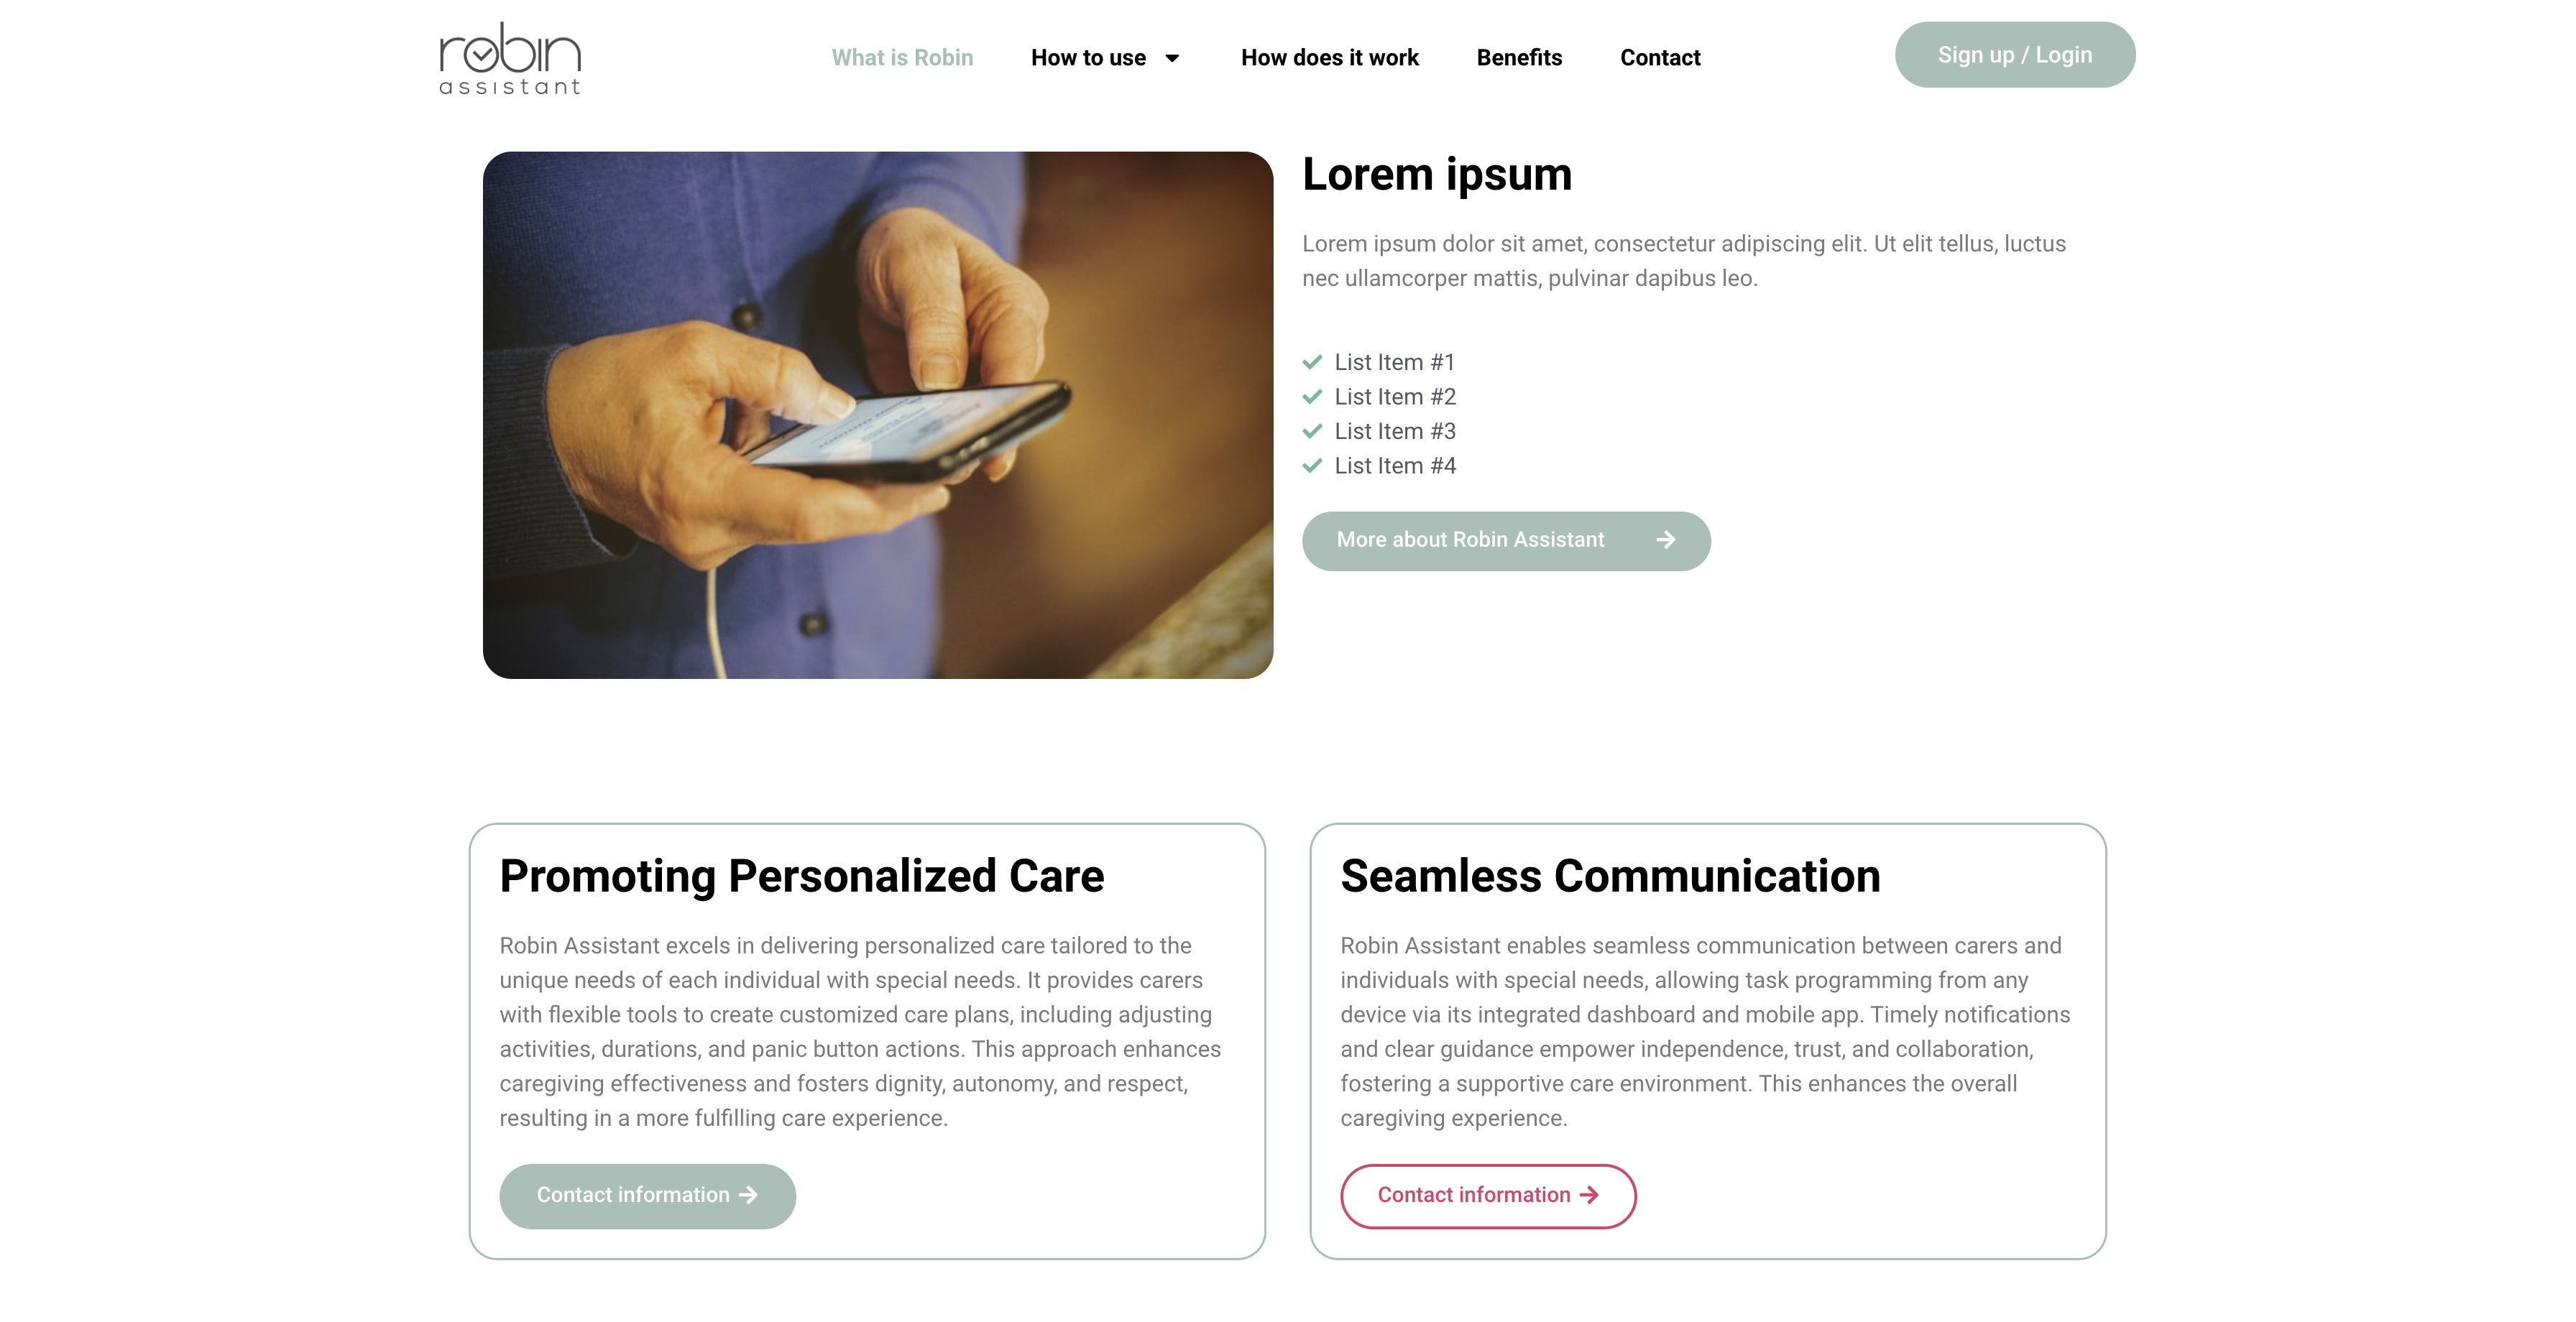 robin
assistant
What is Robin
How to use
How does it work
Benefits
Contact
Sign up / Login
Lorem ipsum
Lorem ipsum dolor sit amet, consectetur adipiscing elit. Ut elit tellus, luctus
nec ullamcorper mattis, pulvinar dapibus leo.
List Item #1
List Item #2
List Item #3
List Item #4
More about Robin Assistant
Promoting Personalized Care
Robin Assistant excels in delivering personalized care tailored to the
unique needs of each individual with special needs. It provides carers
with flexible tools to create customized care plans, including adjusting
activities, durations, and panic button actions. This approach enhances
caregiving effectiveness and fosters dignity, autonomy, and respect,
resulting in a more fulfilling care experience.
Contact information
Seamless Communication
Robin Assistant enables seamless communication between carers and
individuals with special needs, allowing task programming from any
device via its integrated dashboard and mobile app. Timely notifications
and clear guidance empower independence, trust, and collaboration,
fostering a supportive care environment. This enhances the overall
caregiving experience.
Contact information